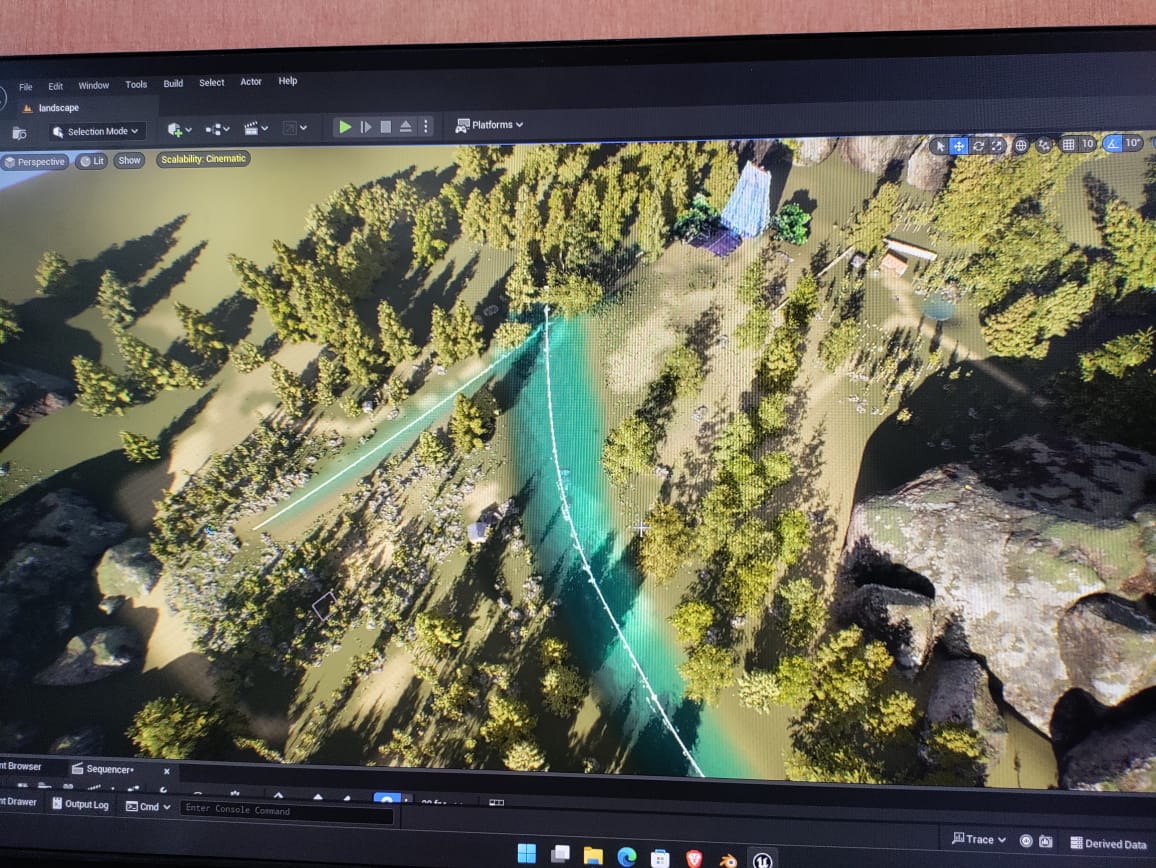 File Edit Window Tools Build Select Actor Help
landscape
Selection Mode Platforms
Perspective Lit Show Scalability: Cinematic 10 10°
nt Browser Sequencer*
nt Drawer Output Log Cmd Enter Console Command Trace Derived Data